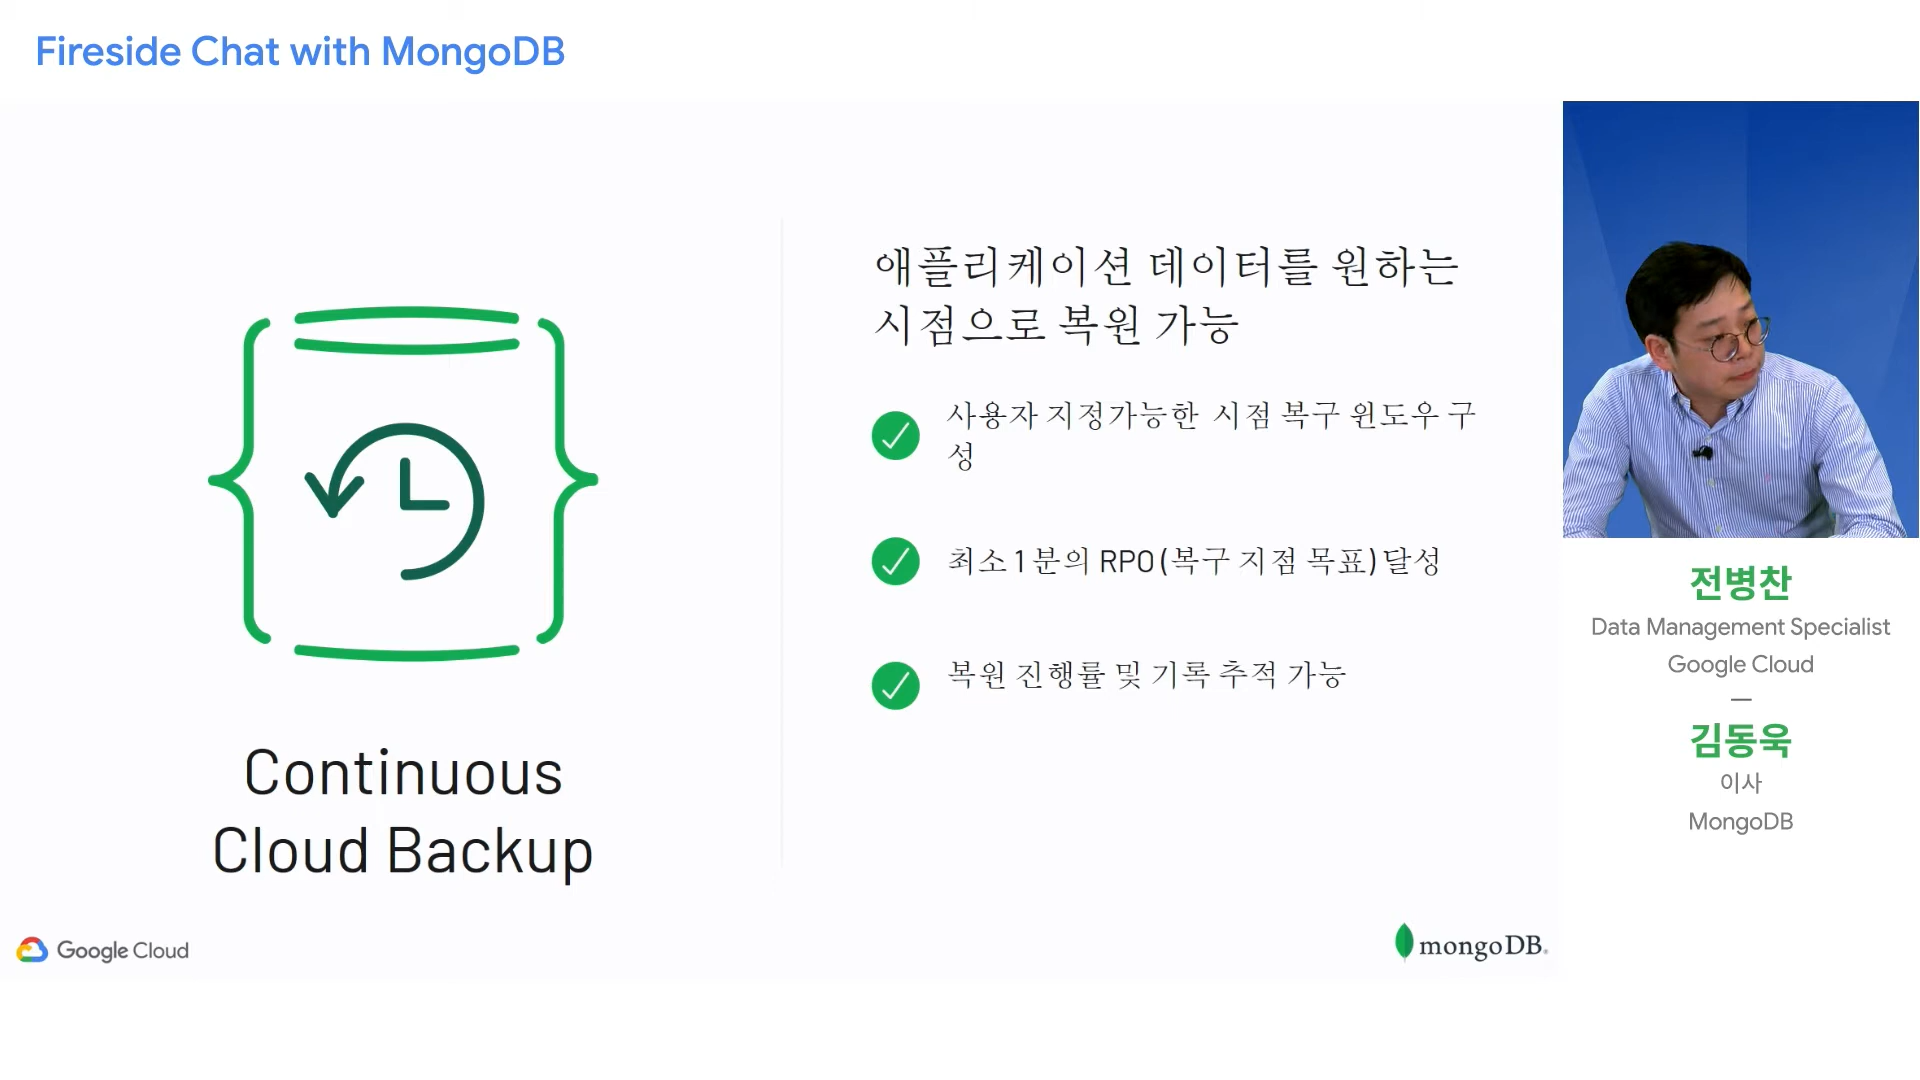 Fireside Chat with MongoDB
Continuous
Cloud Backup
애플리케이션 데이터를 원하는
시점으로 복원 가능
사용자 지정가능한 시점 복구 윈도우 구
성
최소 1 분의 RPO (복구 지점 목표) 달성
복원 진행률 및 기록 추적 가능
전병찬
Data Management Specialist
Google Cloud
—
김동욱
이사
MongoDB
Google Cloud
mongoDB.